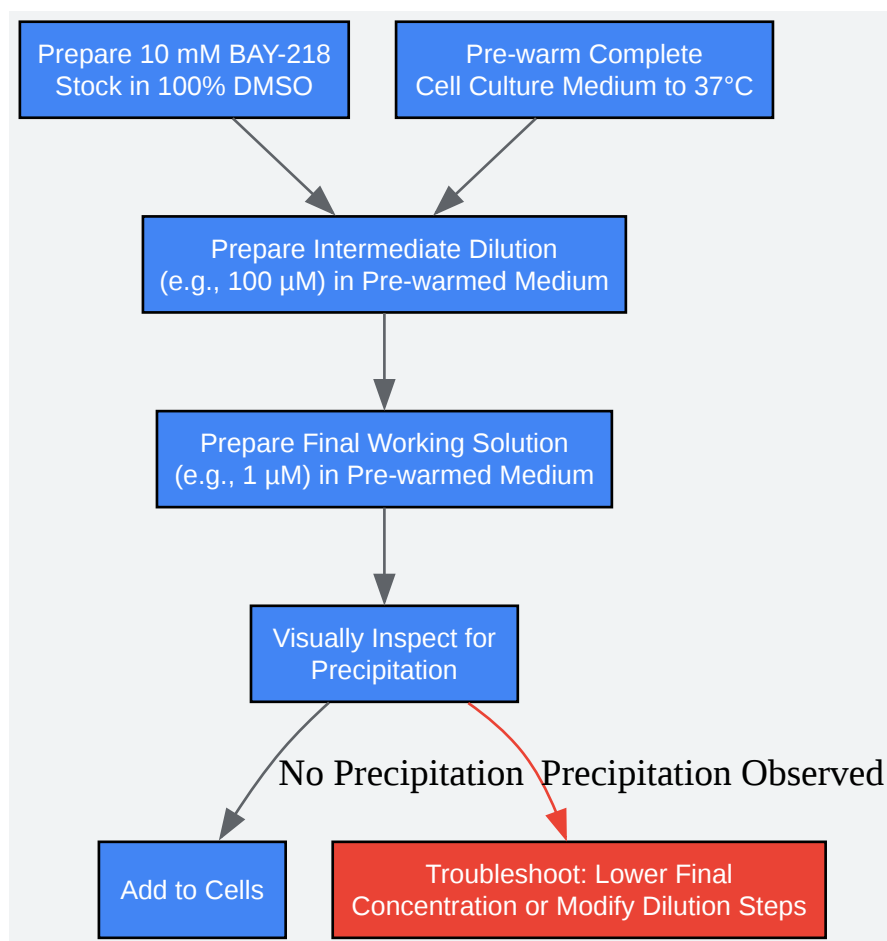 Prepare 10 mM BAY-218
Stock in 100% DMSO
Pre-warm Complete
Cell Culture Medium to 37°C
Prepare Intermediate Dilution
(e.g., 100 µM) in Pre-warmed Medium
Prepare Final Working Solution
(e.g., 1 µM) in Pre-warmed Medium
Visually Inspect for
Precipitation
No Precipitation
Precipitation Observed
Add to Cells
Troubleshoot: Lower Final
Concentration or Modify Dilution Steps